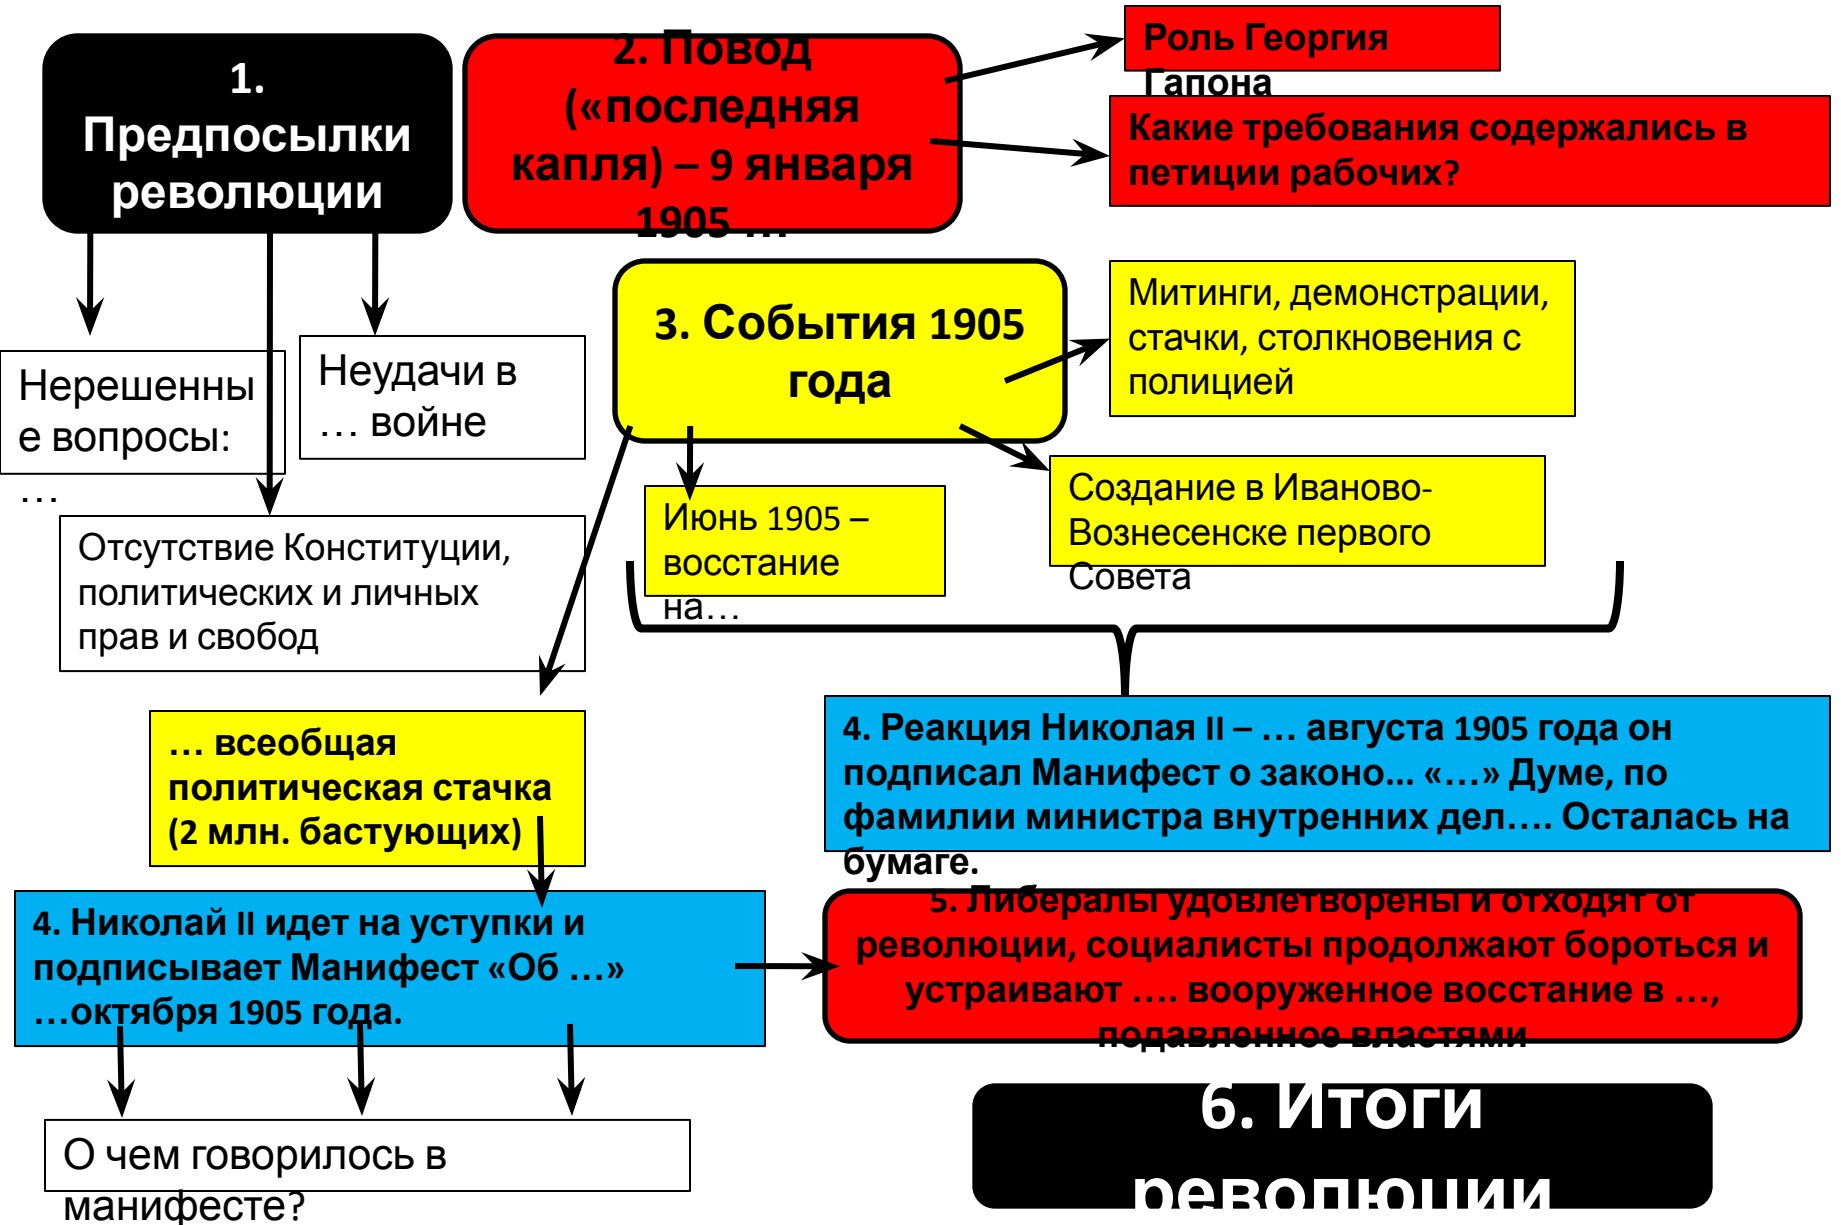 1.
Предпосылки
революции
2. Повод
(«последняя
капля) – 9 января
1905 …
Роль Георгия
Гапона
Какие требования содержались в
петиции рабочих?
3. События 1905
года
Митинги, демонстрации,
стачки, столкновения с
полицией
Нерешенны
е вопросы:
…
Неудачи в
… войне
Отсутствие Конституции,
политических и личных
прав и свобод
Июнь 1905 –
восстание
на…
Создание в Иваново-
Вознесенске первого
Совета
… всеобщая
политическая стачка
(2 млн. бастующих)
4. Реакция Николая II – … августа 1905 года он
подписал Манифест о законо... «…» Думе, по
фамилии министра внутренних дел…. Осталась на
бумаге.
4. Николай II идет на уступки и
подписывает Манифест «Об …»
…октября 1905 года.
5. Либералы удовлетворены и отходят от
революции, социалисты продолжают бороться и
устраивают …. вооруженное восстание в …,
подавленное властями
О чем говорилось в
манифесте?
6. Итоги
революции